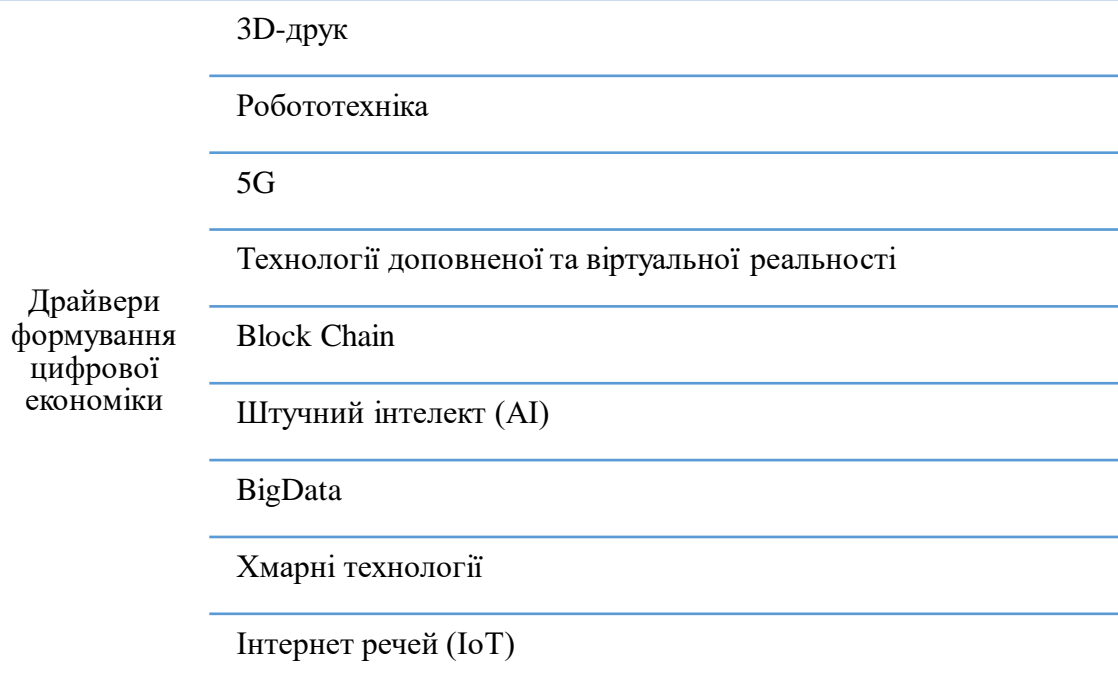 3D-друк
Робототехніка
5G
Технології доповненої та віртуальної реальності
Драйвери
формування
цифрової
економіки
Block Chain
Штучний інтелект (AI)
BigData
Хмарні технології
Інтернет речей (IoT)